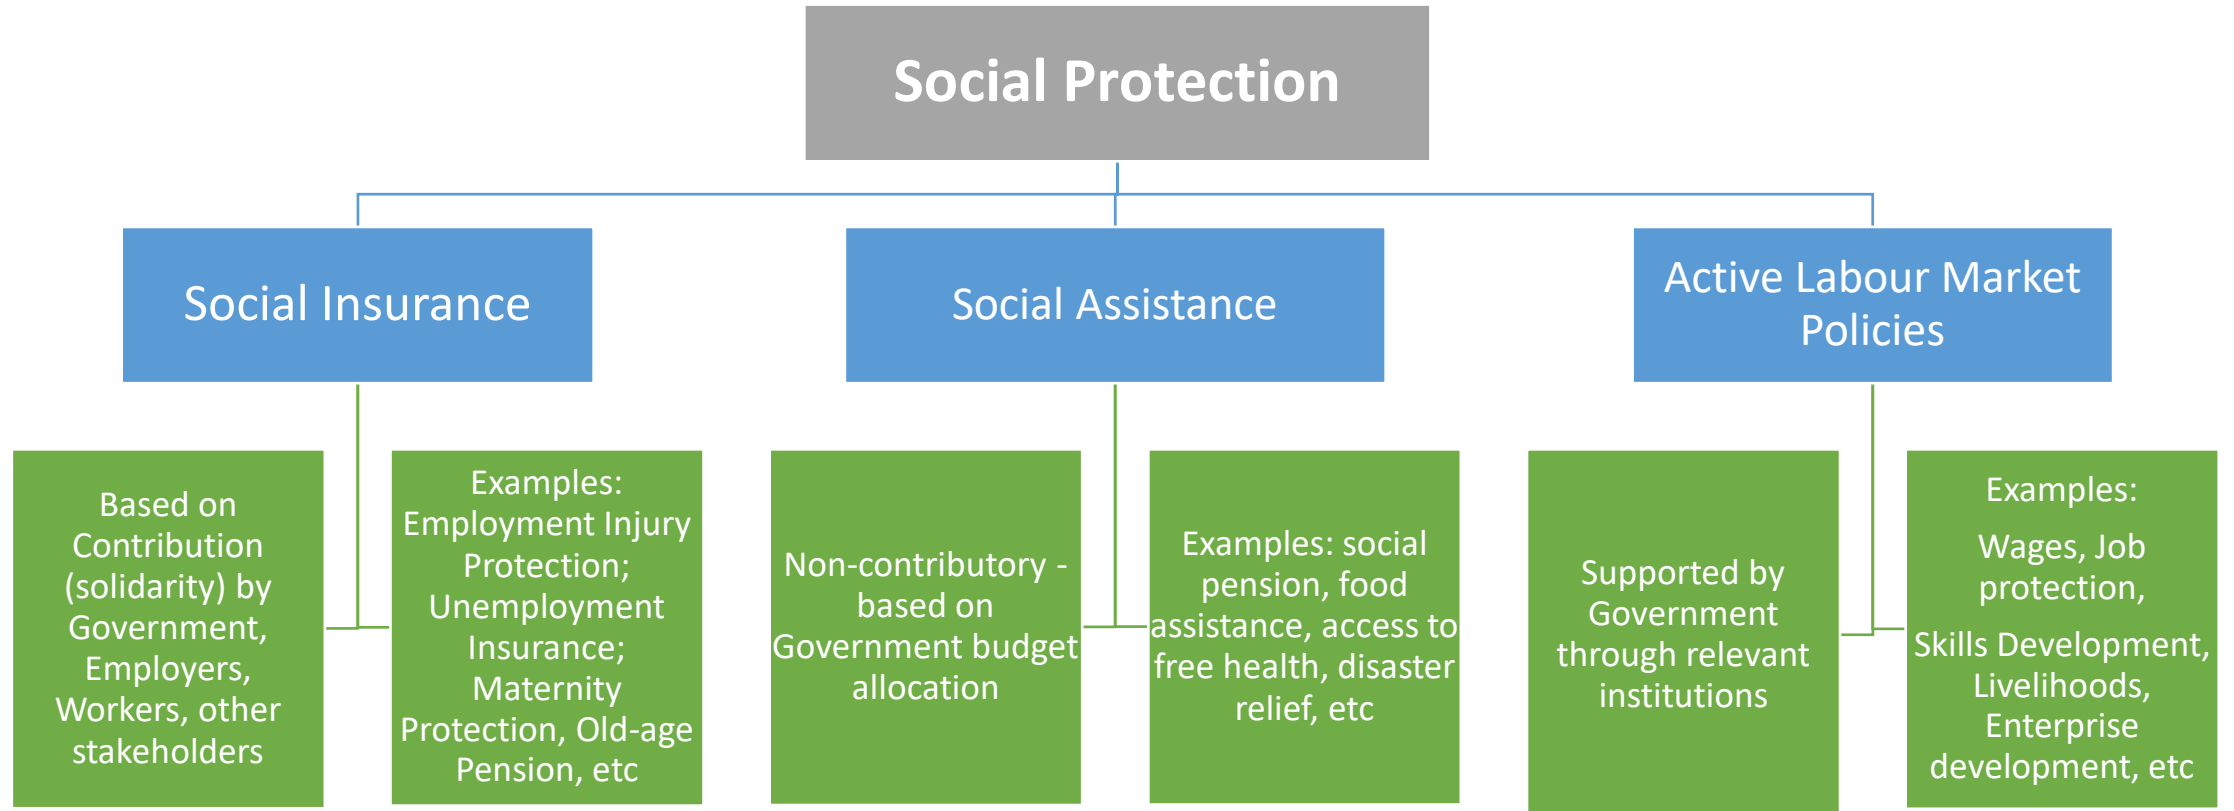 Social Protection
Social Insurance
Social Assistance
Active Labour Market
Policies
Based on
Contribution
(solidarity) by
Government,
Employers,
Workers, other
stakeholders
Examples:
Employment Injury
Protection;
Unemployment
Insurance;
Maternity
Protection, Old-age
Pension, etc
Non-contributory -
based on
Government budget
allocation
Examples: social
pension, food
assistance, access to
free health, disaster
relief, etc
Supported by
Government
through relevant
institutions
Examples:
Wages, Job
protection,
Skills Development,
Livelihoods,
Enterprise
development, etc